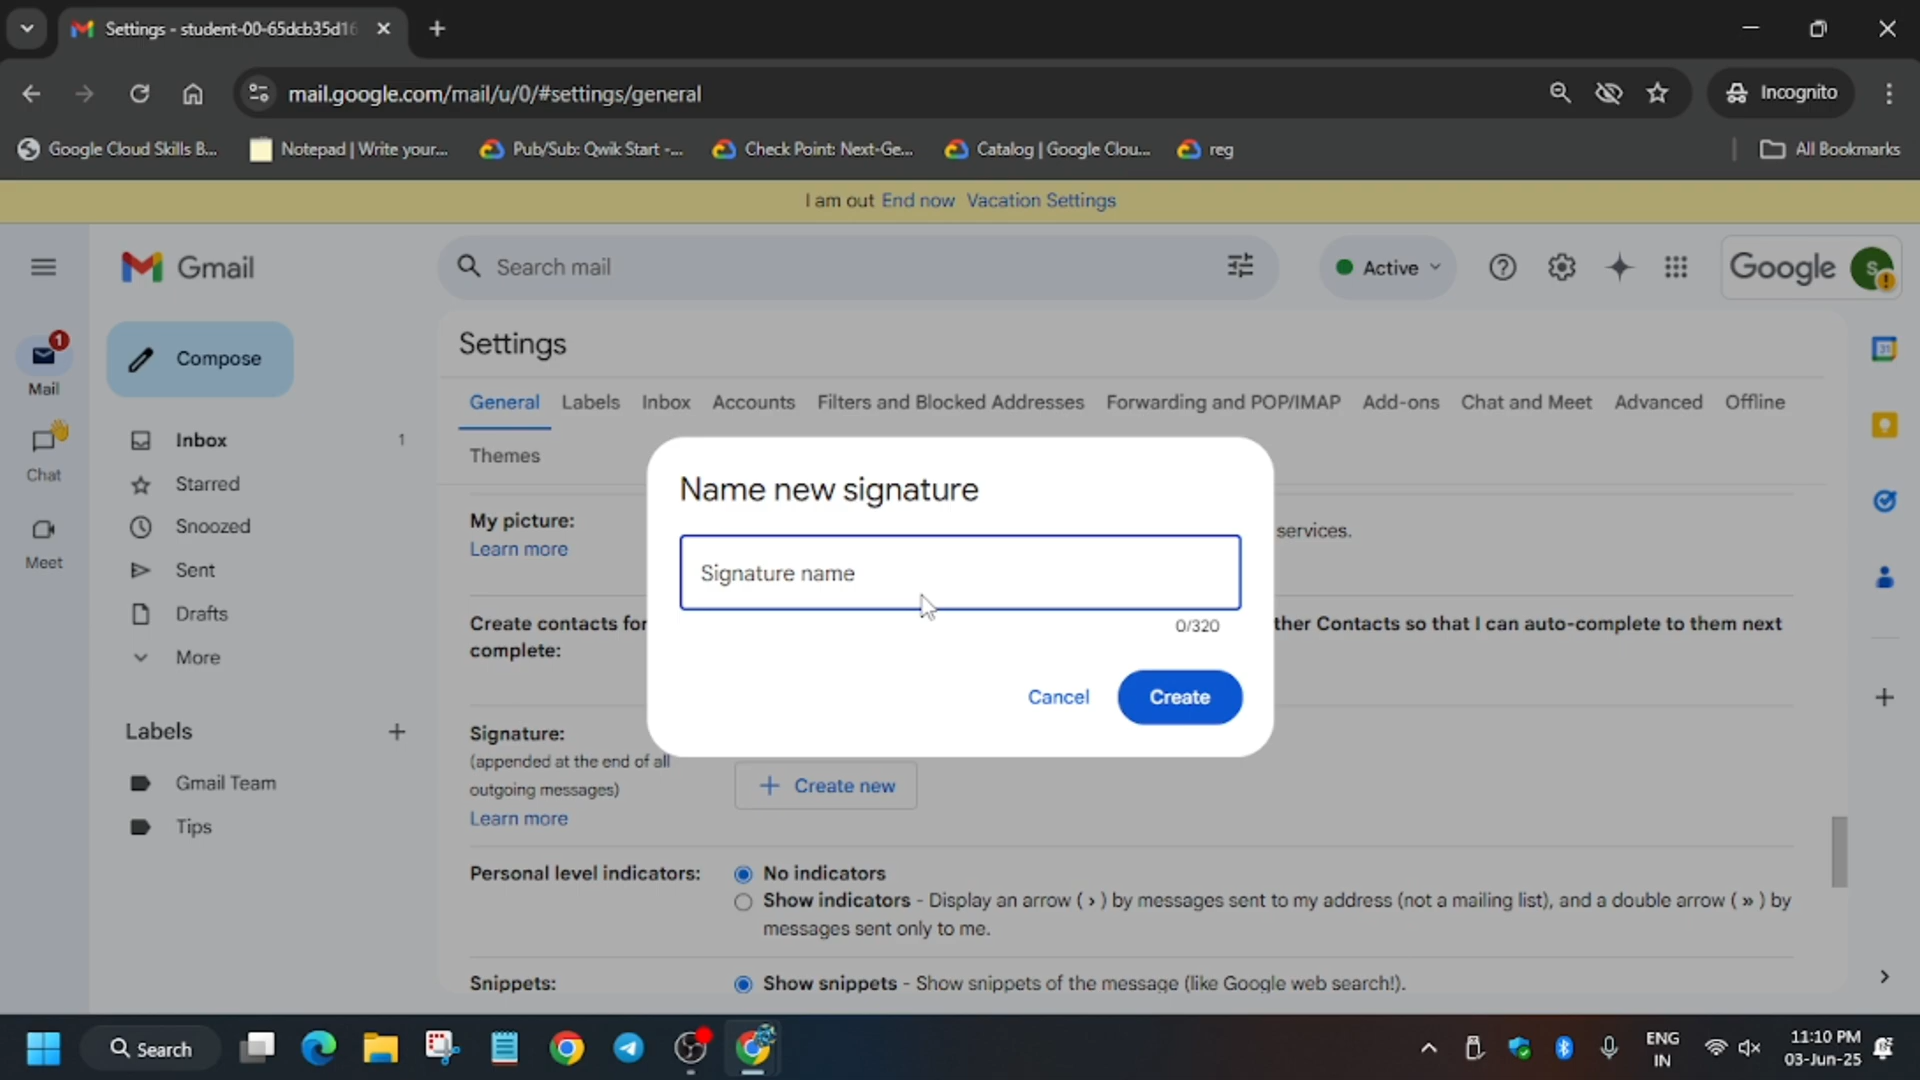 Settings - student-00-65dcb35d16
mail.google.com/mail/u/0/#settings/general
Incognito
Google Cloud Skills B...
Notepad | Write your...
Pub/Sub: Qwik Start -...
Check Point: Next-Ge...
Catalog | Google Clou...
reg
All Bookmarks
I am out End now Vacation Settings
Gmail
Search mail
Active
Google
S
1
Mail
Chat
Meet
Compose
Inbox 1
Starred
Snoozed
Sent
Drafts
More
Labels
Gmail Team
Tips
Settings
General Labels Inbox Accounts Filters and Blocked Addresses Forwarding and POP/IMAP Add-ons Chat and Meet Advanced Offline
Themes
My picture:
Learn more
services.
Create contacts for
complete:
ther Contacts so that I can auto-complete to them next
Name new signature
Signature name
0/320
Cancel
Create
Signature:
(appended at the end of all
outgoing messages)
Learn more
Create new
Personal level indicators:
No indicators
Show indicators - Display an arrow ( › ) by messages sent to my address (not a mailing list), and a double arrow ( » ) by
messages sent only to me.
Snippets:
Show snippets - Show snippets of the message (like Google web search!).
31
Search
ENG
IN
11:10 PM
03-Jun-25